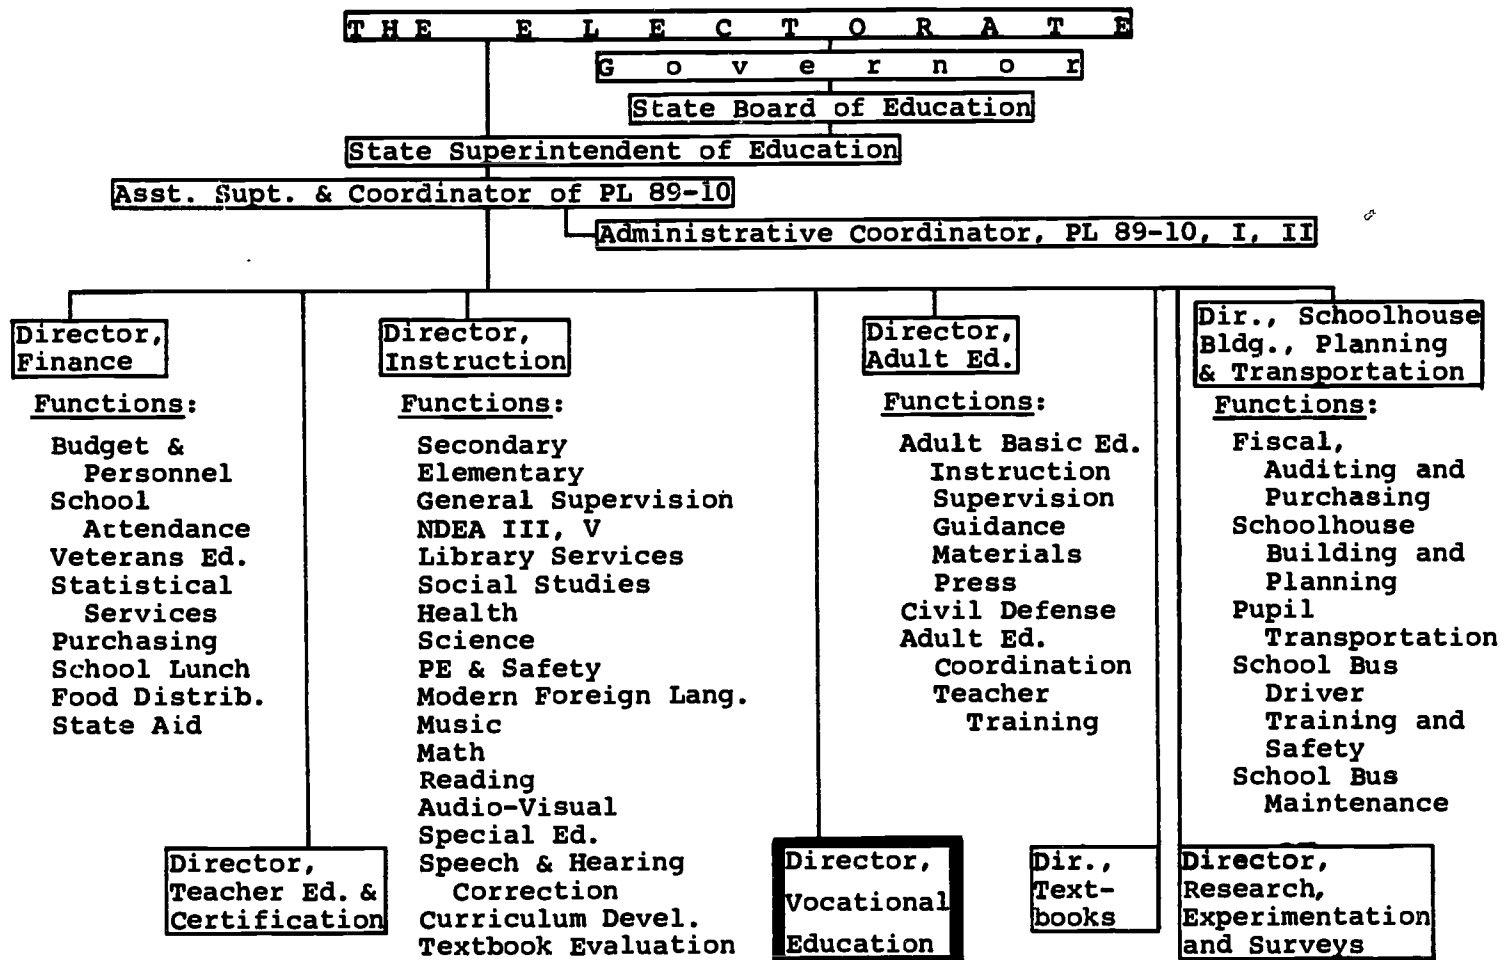 THE ELECTORATE
Governor
State Board of Education
State Superintendent of Education
Asst. Supt. & Coordinator of PL 89-10
Administrative Coordinator, PL 89-10, I, II
Director,
Finance
Functions:
Budget &
Personnel
School
Attendance
Veterans Ed.
Statistical
Services
Purchasing
School Lunch
Food Distrib.
State Aid
Director,
Teacher Ed. &
Certification
Director,
Instruction
Functions:
Secondary
Elementary
General Supervision
NDEA III, V
Library Services
Social Studies
Health
Science
PE & Safety
Modern Foreign Lang.
Music
Math
Reading
Audio-Visual
Special Ed.
Speech & Hearing
Correction
Curriculum Devel.
Textbook Evaluation
Director,
Vocational
Education
Director,
Adult Ed.
Functions:
Adult Basic Ed.
Instruction
Supervision
Guidance
Materials
Press
Civil Defense
Adult Ed.
Coordination
Teacher
Training
Dir.,
Text-
books
Dir., Schoolhouse
Bldg., Planning
& Transportation
Functions:
Fiscal,
Auditing and
Purchasing
Schoolhouse
Building and
Planning
Pupil
Transportation
School Bus
Driver
Training and
Safety
School Bus
Maintenance
Director,
Research,
Experimentation
and Surveys